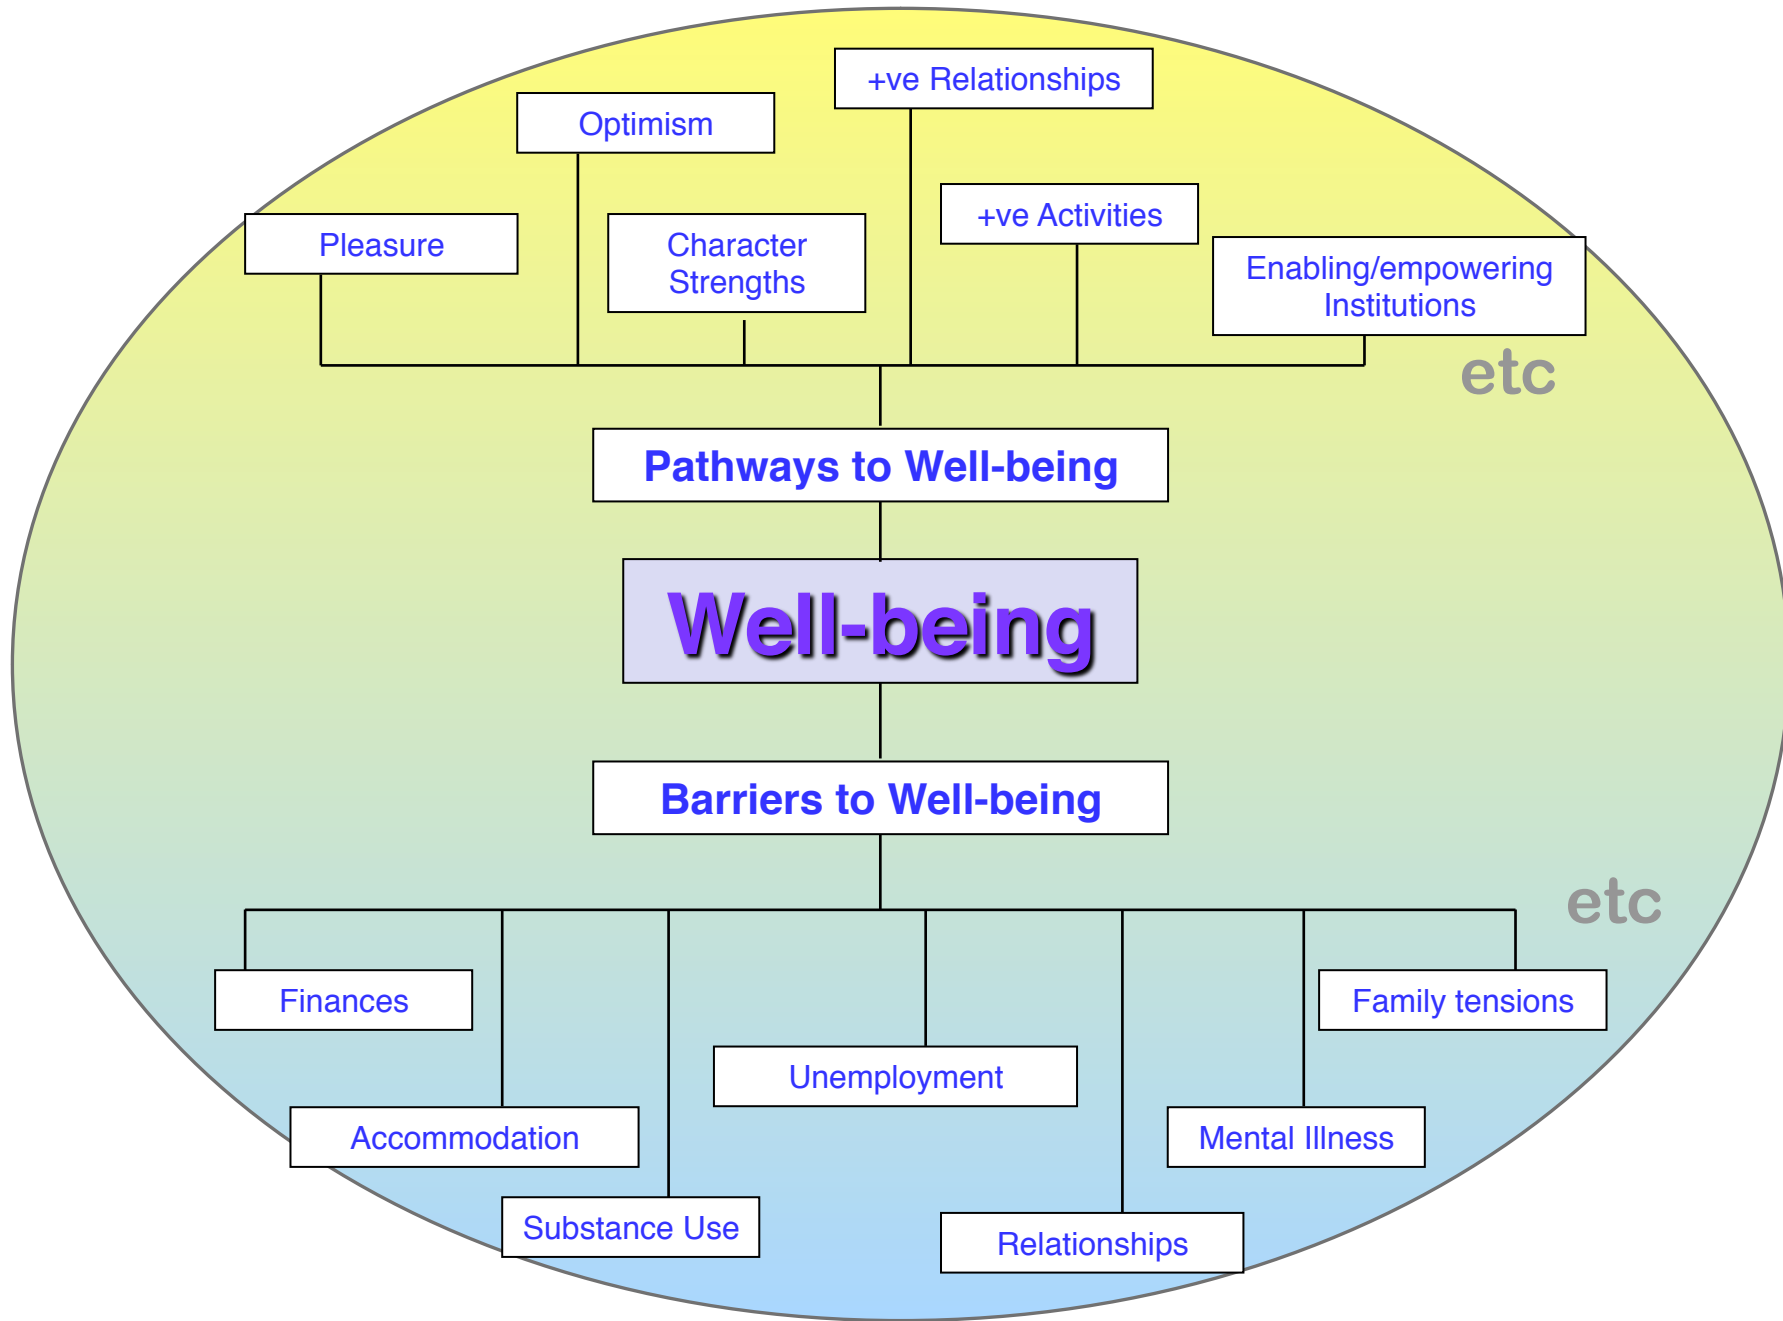 +ve Relationships
Optimism
+ve Activities
Pleasure
Character
Strengths
Enabling/empowering
Institutions
etc
Pathways to Well-being
Well-being
Barriers to Well-being
etc
Finances
Family tensions
Unemployment
Accommodation
Mental Illness
Substance Use
Relationships